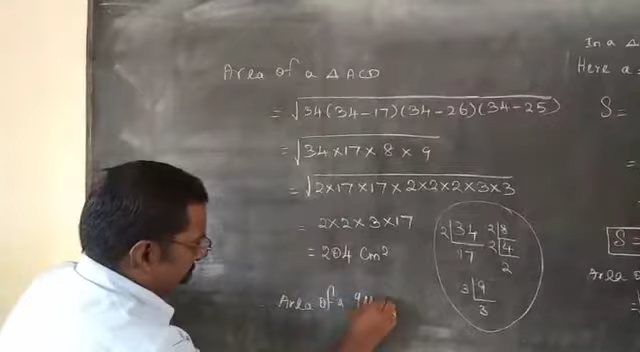 Area of a △ ACD
= √34(34-17)(34-26)(34-25)
= √34×17×8×9
= √2×17×17×2×2×2×3×3
= 2×2×3×17
= 204 cm²
Area of a qu
2 34
17
2 8
2 4
2
3 9
3
In a △
Here a=
S =
=
S =
Area o
=